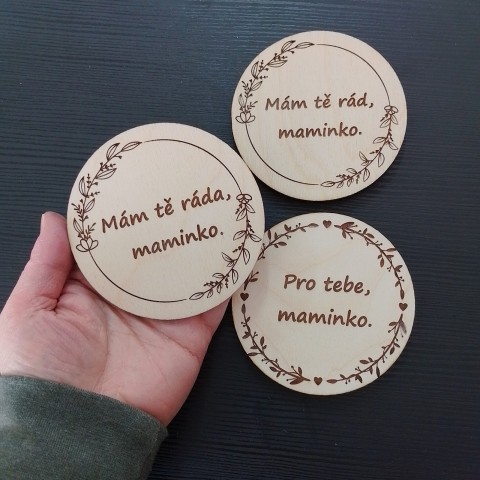 Mám tě rád,
maminko.
Mám tě ráda,
maminko.
Pro tebe,
maminko.